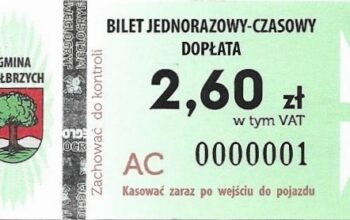 GMINA
ŁBRZYCH
Zachować do kontroli
BILET JEDNORAZOWY-CZASOWY
DOPŁATA
2,60 zł
w tym VAT
AC 0000001
Kasować zaraz po wejściu do pojazdu